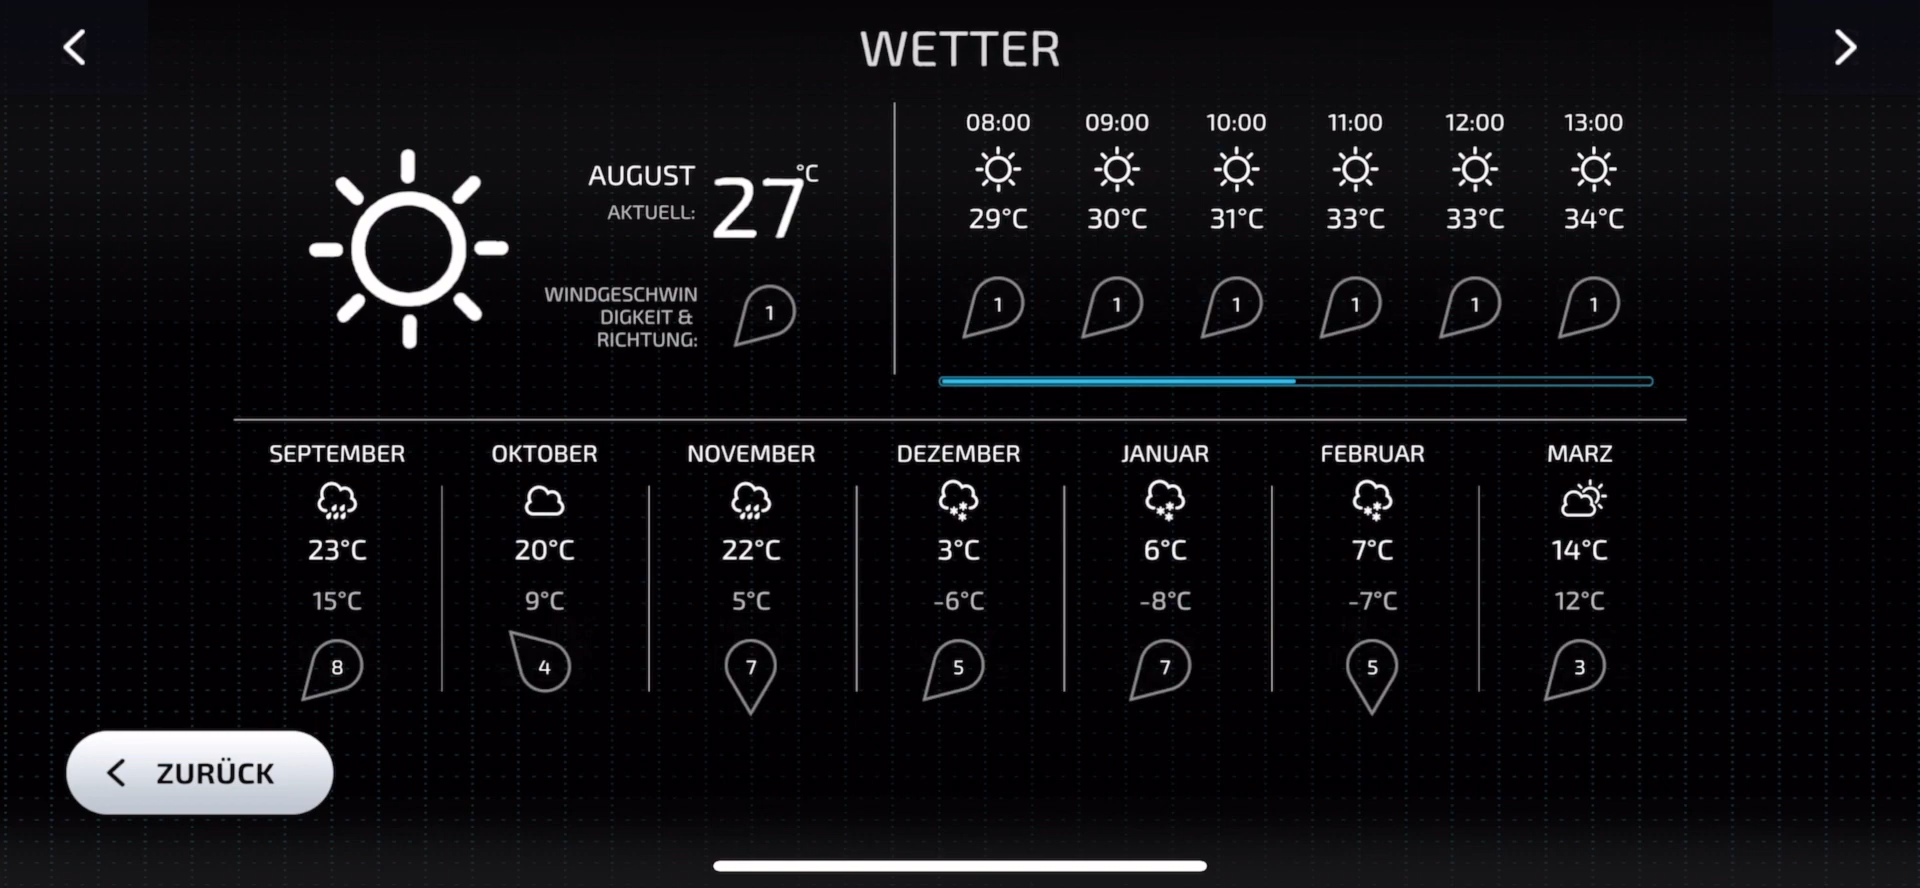 WETTER
AUGUST
AKTUELL:
27 °C
WINDGESCHWIN
DIGKEIT &
RICHTUNG:
1
08:00 09:00 10:00 11:00 12:00 13:00
29°C 30°C 31°C 33°C 33°C 34°C
1 1 1 1 1 1
SEPTEMBER OKTOBER NOVEMBER DEZEMBER JANUAR FEBRUAR MARZ
23°C 20°C 22°C 3°C 6°C 7°C 14°C
15°C 9°C 5°C -6°C -8°C -7°C 12°C
8 4 7 5 7 5 3
ZURÜCK